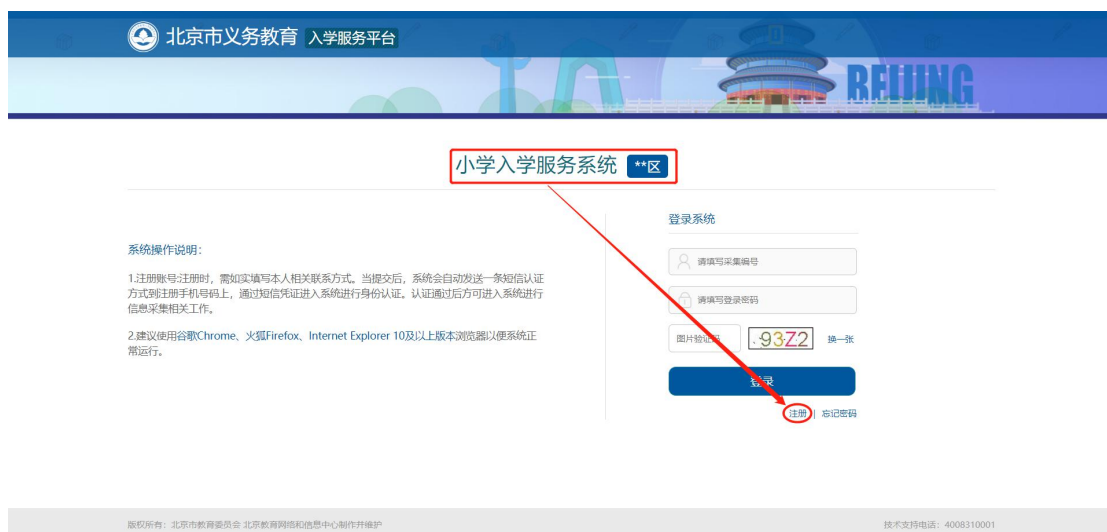 北京市义务教育 入学服务平台
BEIJING
小学入学服务系统 **区
登录系统
系统操作说明：
1.注册账号:注册时，需如实填写本人相关联系方式。当提交后，系统会自动发送一条短信认证
方式到注册手机号码上，通过短信凭证进入系统进行身份认证。认证通过后方可进入系统进行
信息采集相关工作。
2.建议使用谷歌Chrome、火狐Firefox、Internet Explorer 10及以上版本浏览器以便系统正
常运行。
请填写采集编号
请填写登录密码
图片验证码 93Z2 换一张
登录
注册 | 忘记密码
版权所有：北京市教育委员会 北京教育网络和信息中心制作并维护
技术支持电话：4008310001